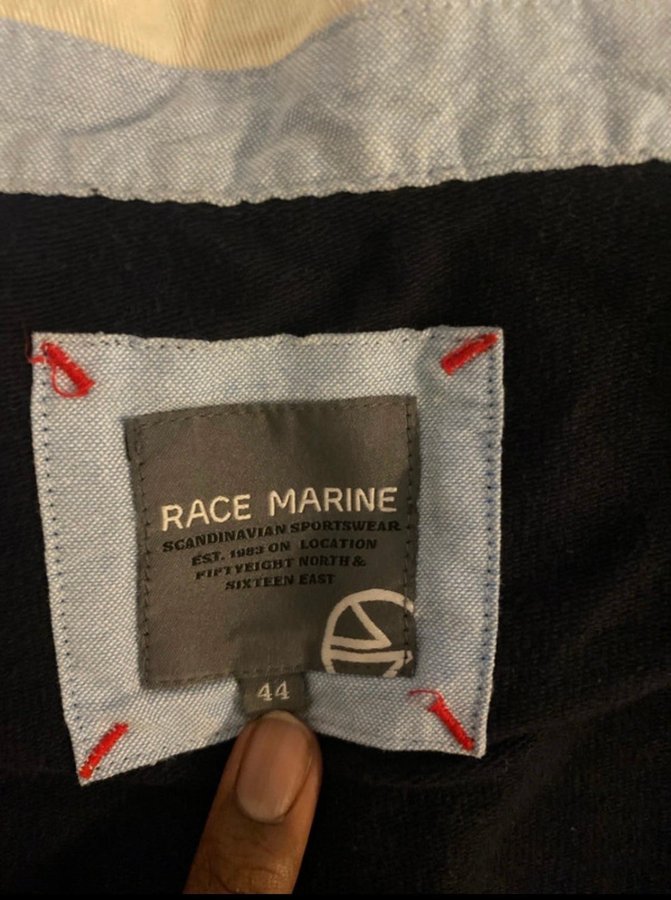 RACE MARINE
SCANDINAVIAN SPORTSWEAR
EST. 1983 ON LOCATION
FIFTYEIGHT NORTH &
SIXTEEN EAST
44